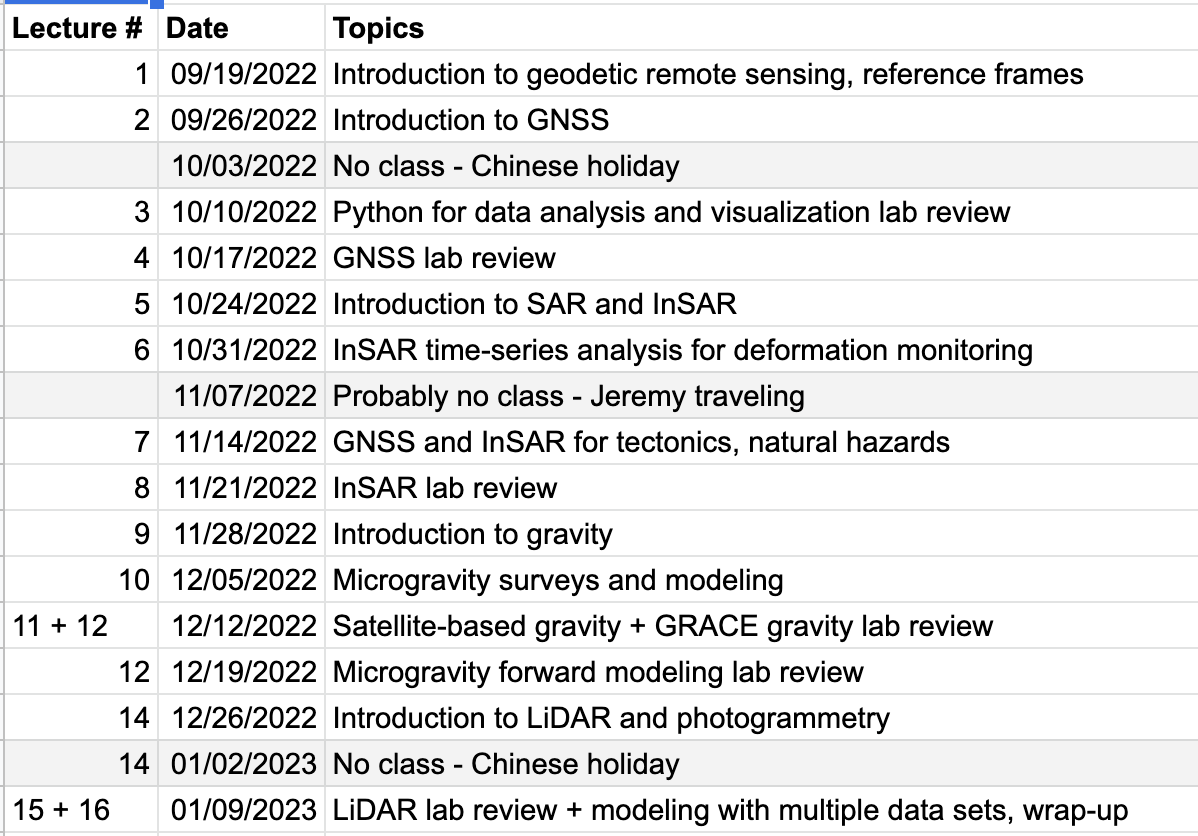 Lecture # Date Topics
1 09/19/2022 Introduction to geodetic remote sensing, reference frames
2 09/26/2022 Introduction to GNSS
10/03/2022 No class - Chinese holiday
3 10/10/2022 Python for data analysis and visualization lab review
4 10/17/2022 GNSS lab review
5 10/24/2022 Introduction to SAR and InSAR
6 10/31/2022 InSAR time-series analysis for deformation monitoring
11/07/2022 Probably no class - Jeremy traveling
7 11/14/2022 GNSS and InSAR for tectonics, natural hazards
8 11/21/2022 InSAR lab review
9 11/28/2022 Introduction to gravity
10 12/05/2022 Microgravity surveys and modeling
11 + 12 12/12/2022 Satellite-based gravity + GRACE gravity lab review
12 12/19/2022 Microgravity forward modeling lab review
14 12/26/2022 Introduction to LiDAR and photogrammetry
14 01/02/2023 No class - Chinese holiday
15 + 16 01/09/2023 LiDAR lab review + modeling with multiple data sets, wrap-up